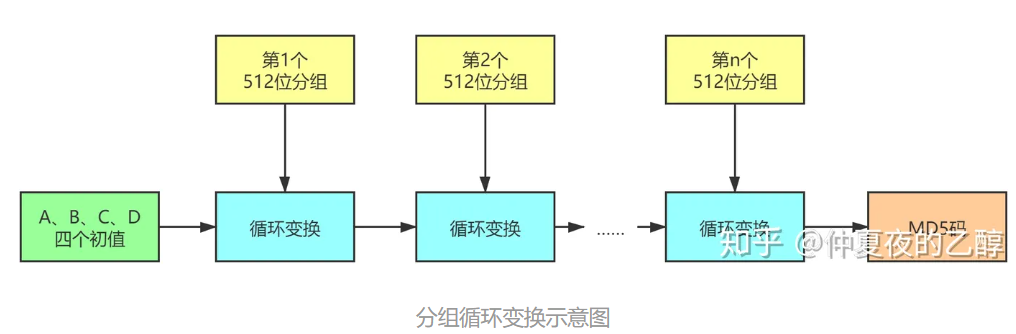 第1个
512位分组
第2个
512位分组
第n个
512位分组
A、B、C、D
四个初值
循环变换
循环变换
......
循环变换
MD5码
知乎 @仲夏夜的乙醇
分组循环变换示意图